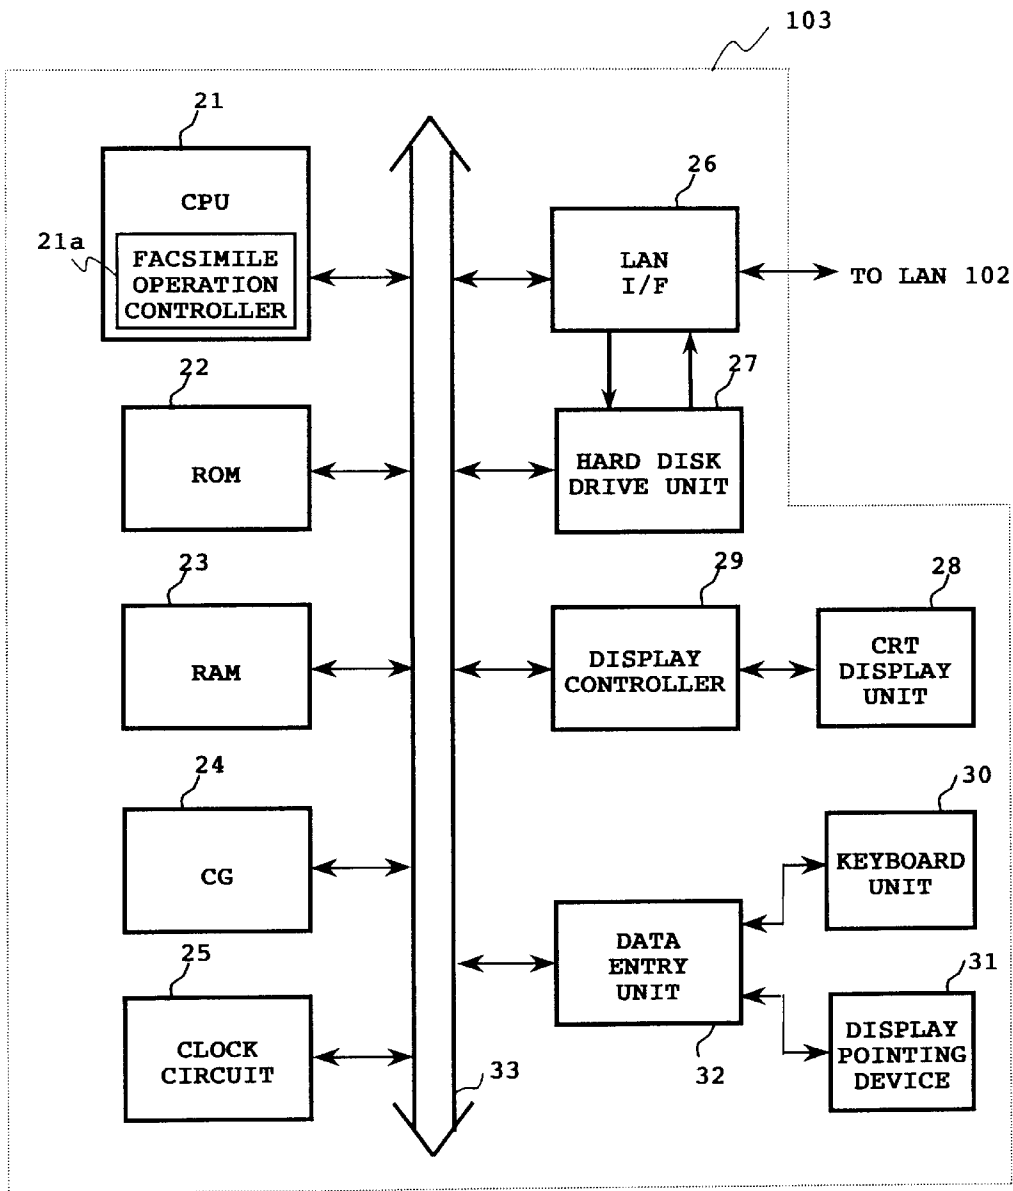 103
21
CPU
21a
FACSIMILE
OPERATION
CONTROLLER
26
LAN
I/F
TO LAN 102
22
ROM
27
HARD DISK
DRIVE UNIT
23
RAM
29
DISPLAY
CONTROLLER
28
CRT
DISPLAY
UNIT
24
CG
30
KEYBOARD
UNIT
25
CLOCK
CIRCUIT
DATA
ENTRY
UNIT
32
31
DISPLAY
POINTING
DEVICE
33